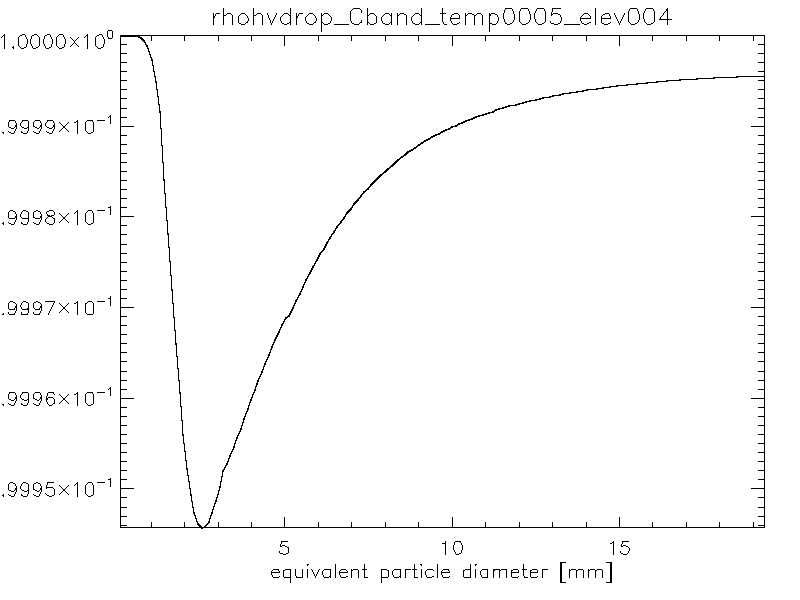 rhohvdrop_Cband_temp0005_elev004
1.0000×10⁰
.9999×10⁻¹
.9998×10⁻¹
.9997×10⁻¹
.9996×10⁻¹
.9995×10⁻¹
5 10 15
equivalent particle diameter [mm]